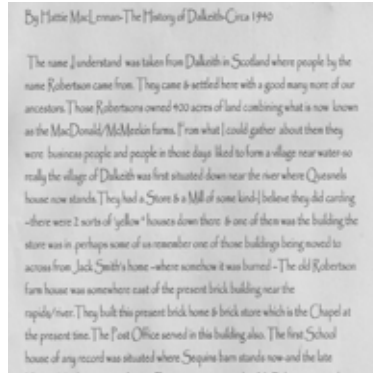 By Hattie MacLennan-The History of Dalkeith-Circa 1940
The name I understand was taken from Dalkeith in Scotland where people by the
name Robertson came from. They came & settled here with a good many more of our
ancestors. Those Robertsons owned 400 acres of land combining what is now known
as the MacDonald/McMeekin farms. From what I could gather about them they
were business people and people in those days liked to form a village near water-so
really the village of Dalkeith was first situated down near the river where Quesnels
house now stands. They had a Store & a Mill of some kind-I believe they did carding
-there were 2 sorts of 'yellow " houses down there & one of them was the building the
store was in perhaps some of us remember one of those buildings being moved to
across from Jack Smith's home -where somehow it was burned -The old Robertson
farm house was somewhere east of the present brick building near the
rapids/river. They built this present brick home & brick store which is the Chapel at
the present time. The Post Office served in this building also. The first School
house of any record was situated where Sequins barn stands now and the late